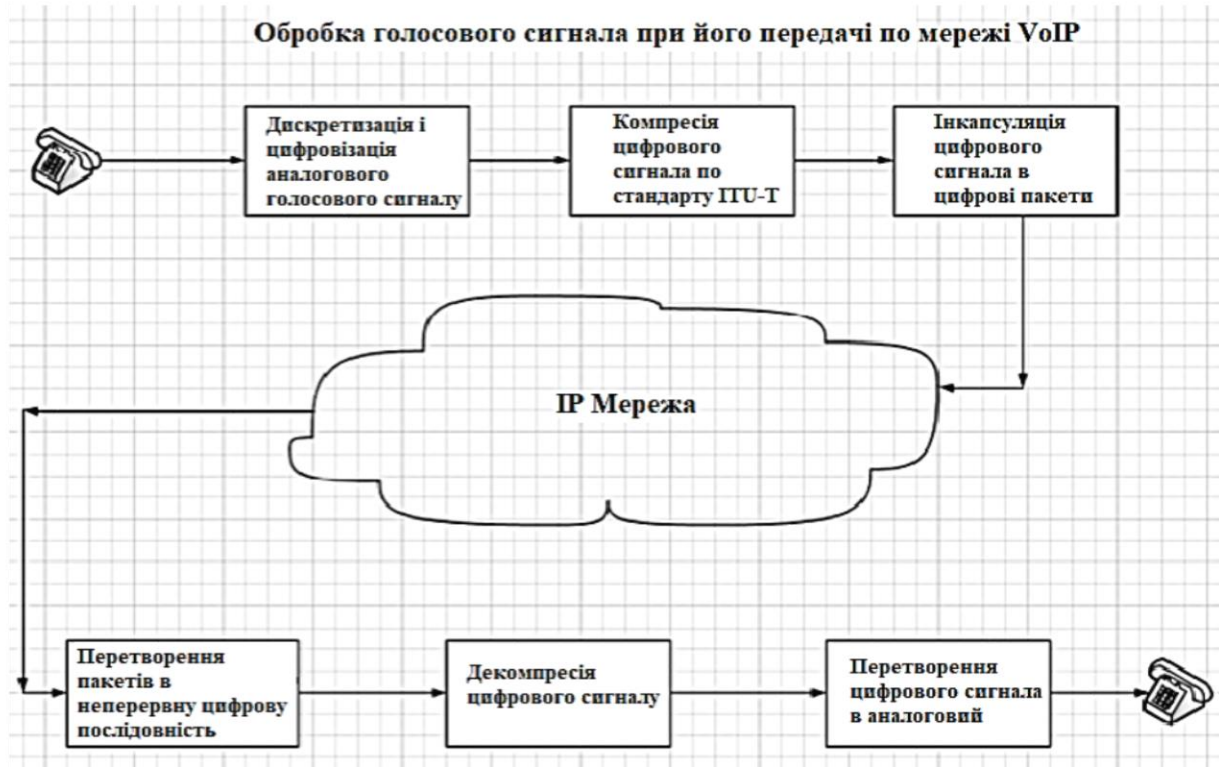 Обробка голосового сигнала при його передачі по мережі VoIP
Дискретизація і
цифровізація
аналогового
голосового сигналу
Компресія
цифрового
сигнала по
стандарту ITU-T
Інкапсуляція
цифрового
сигнала в
цифрові пакети
IP Мережа
Перетворення
пакетів в
неперервну цифрову
послідовність
Декомпресія
цифрового сигналу
Перетворення
цифрового сигнала
в аналоговий